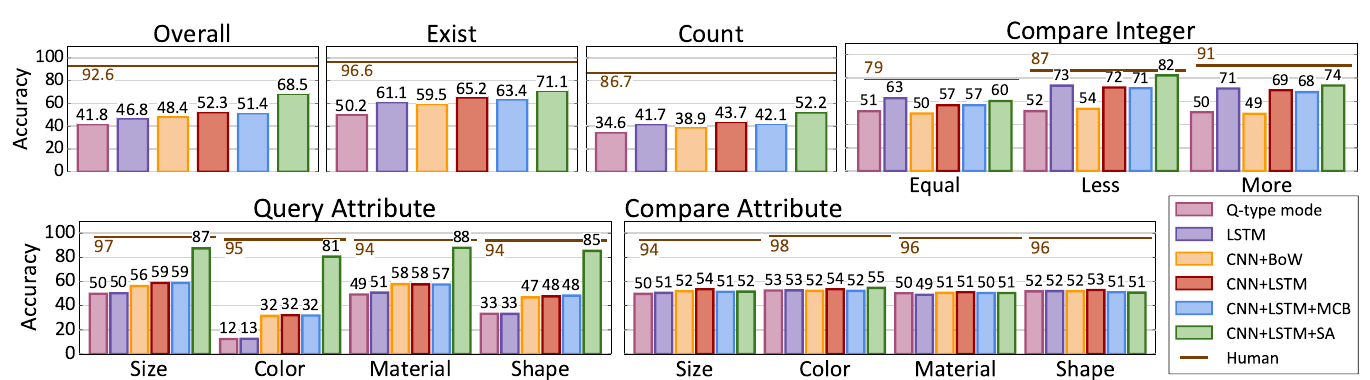 Overall
Exist
Count
Compare Integer
Accuracy
100
80
60
40
20
0
92.6
41.8 46.8 48.4 52.3 51.4 68.5
96.6
50.2 61.1 59.5 65.2 63.4 71.1
86.7
34.6 41.7 38.9 43.7 42.1 52.2
79
51 63 50 57 57 60
87
52 73 54 72 71 82
91
50 71 49 69 68 74
Equal Less More
Query Attribute
Compare Attribute
Accuracy
100
80
60
40
20
0
97
50 50 56 59 59 87
95
12 13 32 32 32 81
94
49 51 58 58 57 88
94
33 33 47 48 48 85
Size Color Material Shape
94
50 51 52 54 51 52
98
53 53 52 54 52 55
96
50 49 51 51 50 51
96
52 52 52 53 51 51
Size Color Material Shape
Q-type mode
LSTM
CNN+BoW
CNN+LSTM
CNN+LSTM+MCB
CNN+LSTM+SA
Human